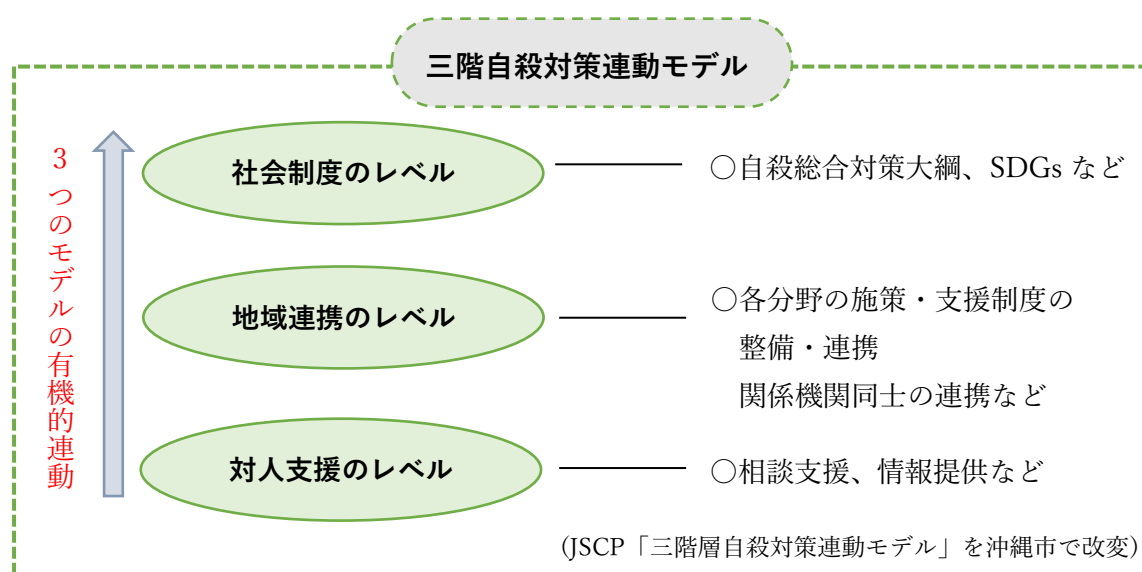 三階自殺対策連動モデル
3つのモデルの有機的連動
社会制度のレベル
〇自殺総合対策大綱、SDGs など
地域連携のレベル
〇各分野の施策・支援制度の
整備・連携
関係機関同士の連携など
対人支援のレベル
〇相談支援、情報提供など
(JSCP「三階層自殺対策連動モデル」を沖縄市で改変)